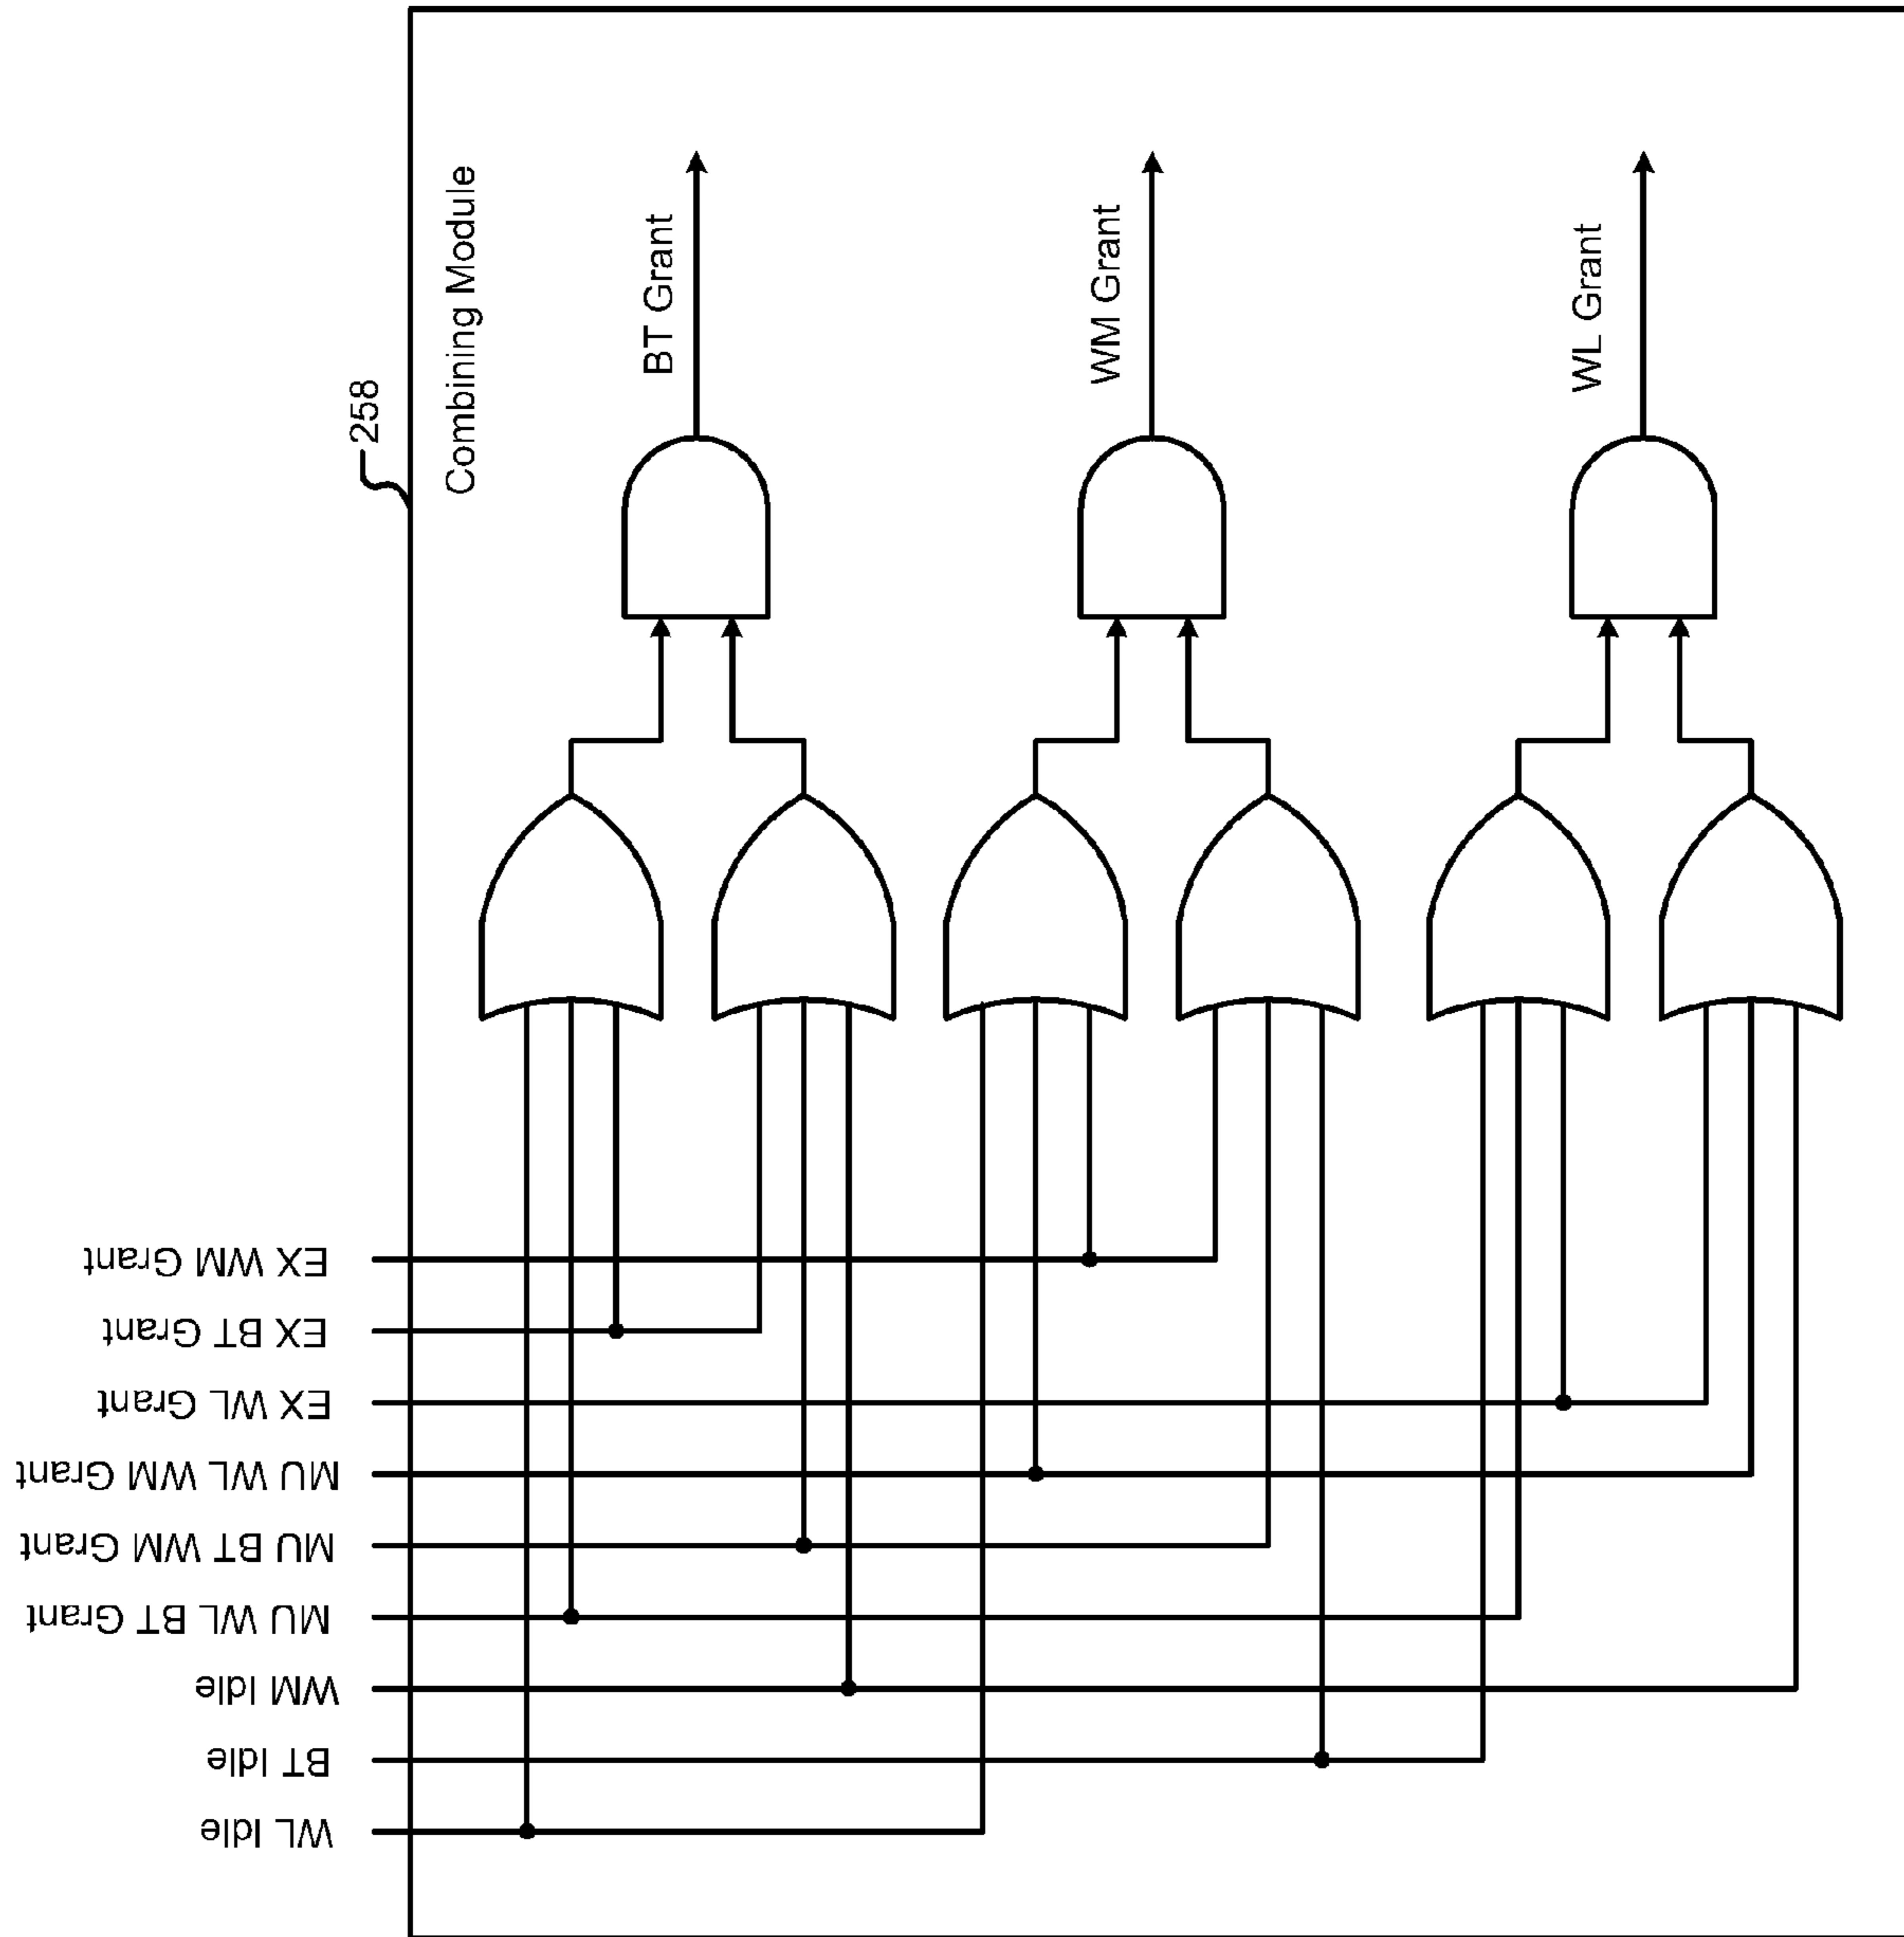 258
Combining Module
BT Grant
WM Grant
WL Grant
EX WM Grant
EX BT Grant
EX WL Grant
MU WL WM Grant
MU BT WM Grant
MU WL BT Grant
WM Idle
BT Idle
WL Idle